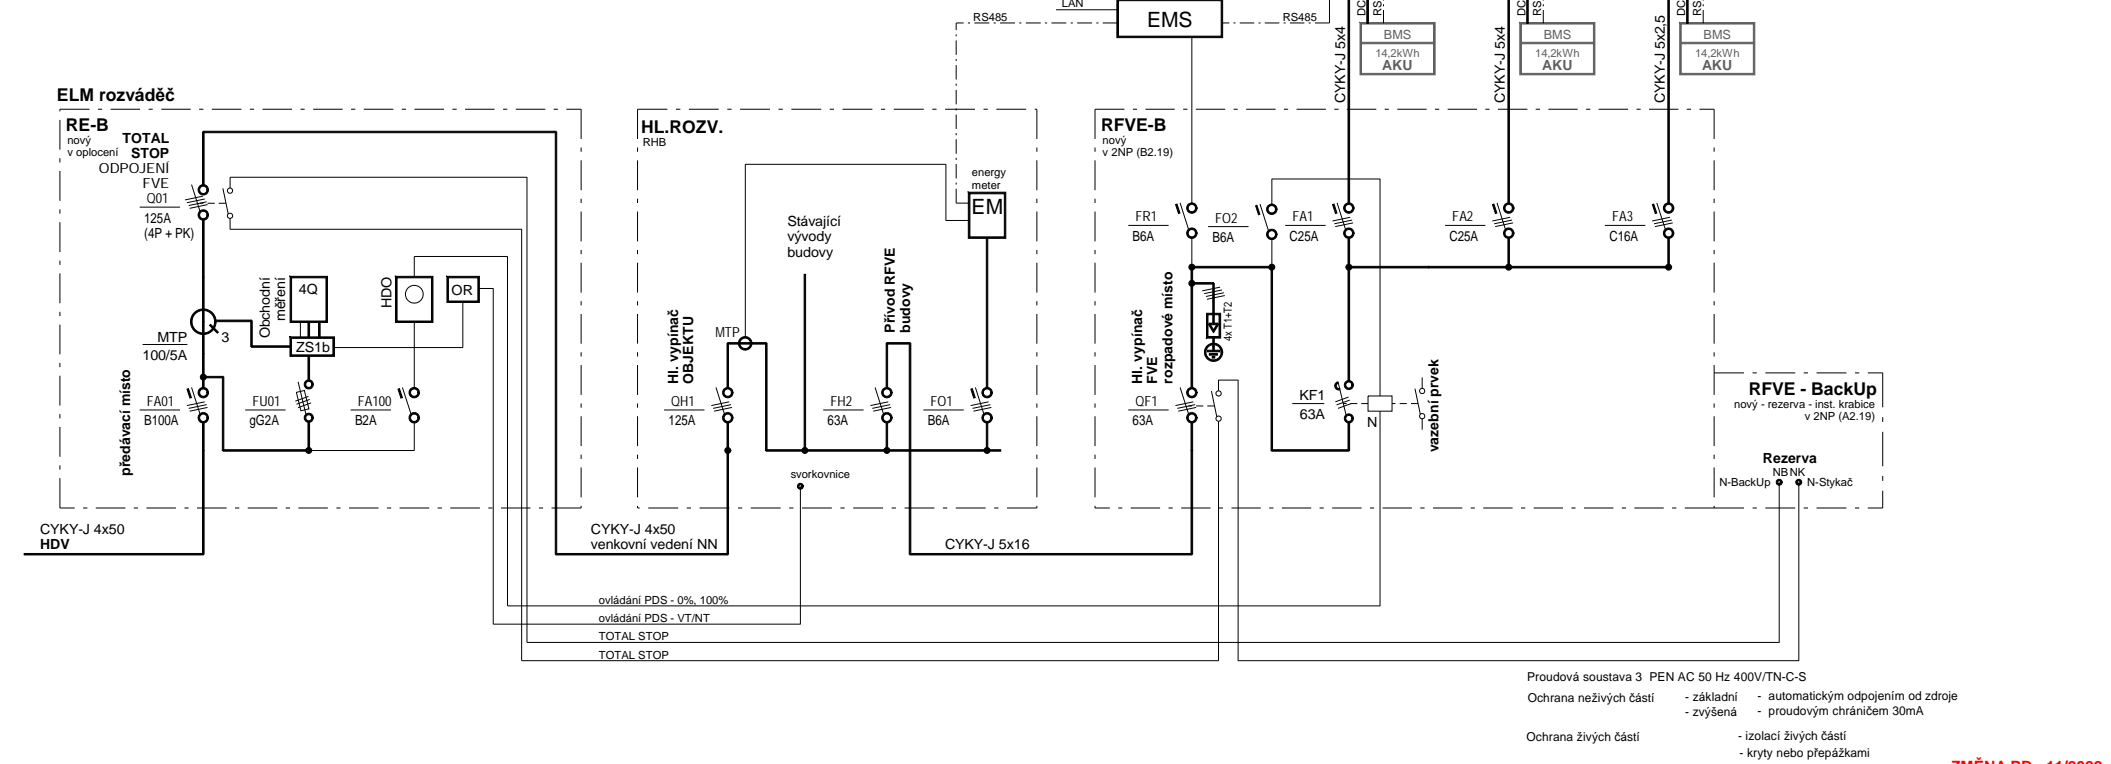 LAN
RS485
EMS
RS485
DC
RS
DC
RS
DC
RS
CYKY-J 5x4
CYKY-J 5x4
CYKY-J 5x2,5
BMS
14,2kWh
AKU
BMS
14,2kWh
AKU
BMS
14,2kWh
AKU
ELM rozváděč
RE-B
nový
v oplocení
TOTAL
STOP
ODPOJENÍ
FVE
Q01
125A
(4P + PK)
MTP
100/5A
3
předávací místo
FA01
B100A
Obchodní
měření
4Q
ZS1b
HDO
OR
FU01
gG2A
FA100
B2A
CYKY-J 4x50
HDV
HL.ROZV.
RHB
energy
meter
EM
Stávající
vývody
budovy
Přívod RFVE
budovy
MTP
Hl. vypínač
OBJEKTU
QH1
125A
FH2
63A
FO1
B6A
svorkovnice
CYKY-J 4x50
venkovní vedení NN
CYKY-J 5x16
RFVE-B
nový
v 2NP (B2.19)
FR1
B6A
FO2
B6A
FA1
C25A
FA2
C25A
FA3
C16A
4x T1+T2
Hl. vypínač
FVE
rozpadové místo
QF1
63A
KF1
63A
N
vazební prvek
RFVE - BackUp
nový - rezerva - inst. krabice
v 2NP (A2.19)
Rezerva
NB NK
N-BackUp
N-Stykač
ovládání PDS - 0%, 100%
ovládání PDS - VT/NT
TOTAL STOP
TOTAL STOP
Proudová soustava 3 PEN AC 50 Hz 400V/TN-C-S
Ochrana neživých částí - základní - automatickým odpojením od zdroje
- zvýšená - proudovým chráničem 30mA
Ochrana živých částí - izolací živých částí
- kryty nebo přepážkami